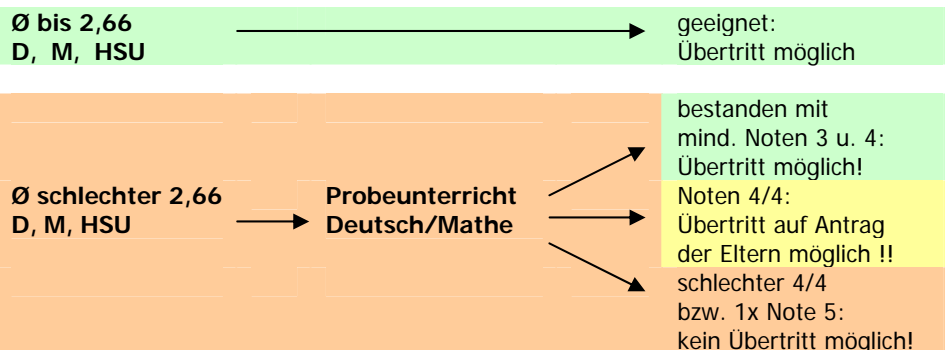 Ø bis 2,66
D, M, HSU
geeignet:
Übertritt möglich
Ø schlechter 2,66
D, M, HSU
Probeunterricht
Deutsch/Mathe
bestanden mit
mind. Noten 3 u. 4:
Übertritt möglich!
Noten 4/4:
Übertritt auf Antrag
der Eltern möglich !!
schlechter 4/4
bzw. 1x Note 5:
kein Übertritt möglich!